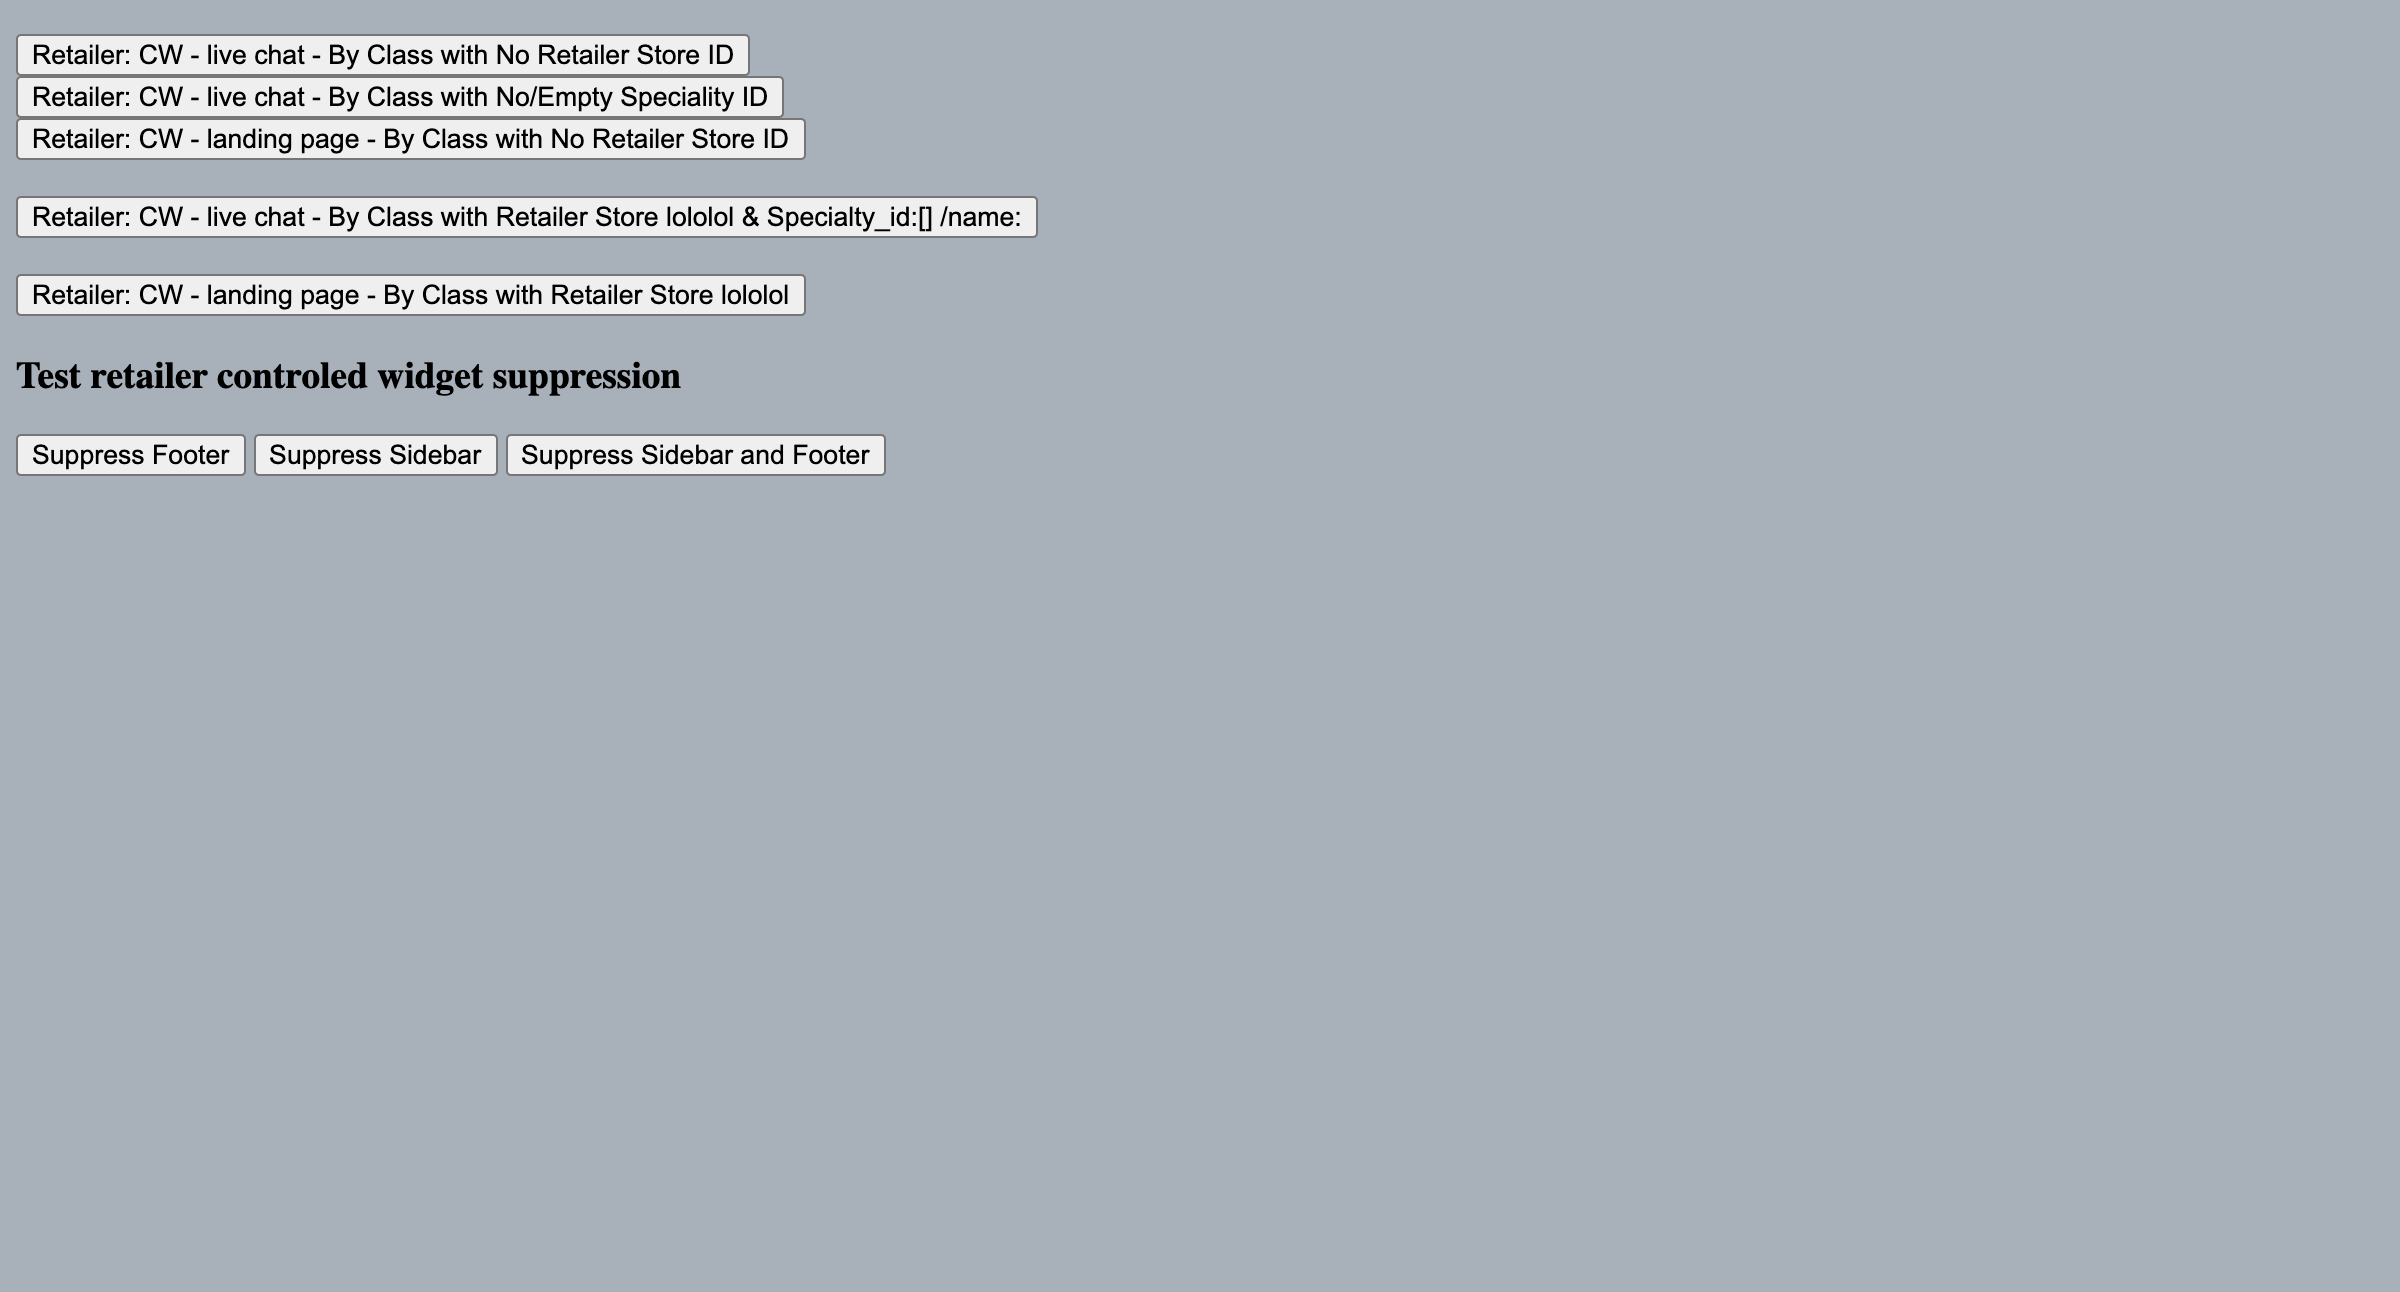 Retailer: CW - live chat - By Class with No Retailer Store ID
Retailer: CW - live chat - By Class with No/Empty Speciality ID
Retailer: CW - landing page - By Class with No Retailer Store ID
Retailer: CW - live chat - By Class with Retailer Store lololol & Specialty_id:[] /name:
Retailer: CW - landing page - By Class with Retailer Store lololol
Test retailer controled widget suppression
Suppress Footer Suppress Sidebar Suppress Sidebar and Footer